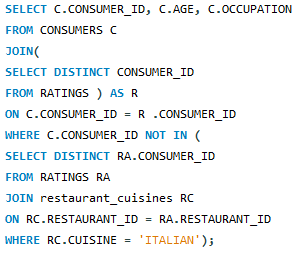 SELECT C.CONSUMER_ID, C.AGE, C.OCCUPATION
FROM CONSUMERS C
JOIN(
SELECT DISTINCT CONSUMER_ID
FROM RATINGS ) AS R
ON C.CONSUMER_ID = R .CONSUMER_ID
WHERE C.CONSUMER_ID NOT IN (
SELECT DISTINCT RA.CONSUMER_ID
FROM RATINGS RA
JOIN restaurant_cuisines RC
ON RC.RESTAURANT_ID = RA.RESTAURANT_ID
WHERE RC.CUISINE = 'ITALIAN');